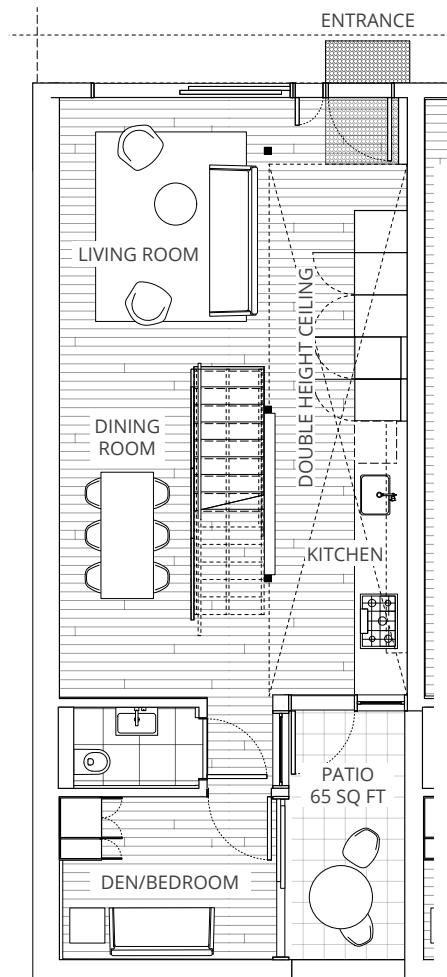 ENTRANCE
LIVING ROOM
DOUBLE HEIGHT CEILING
DINING
ROOM
KITCHEN
PATIO
65 SQ FT
DEN/BEDROOM